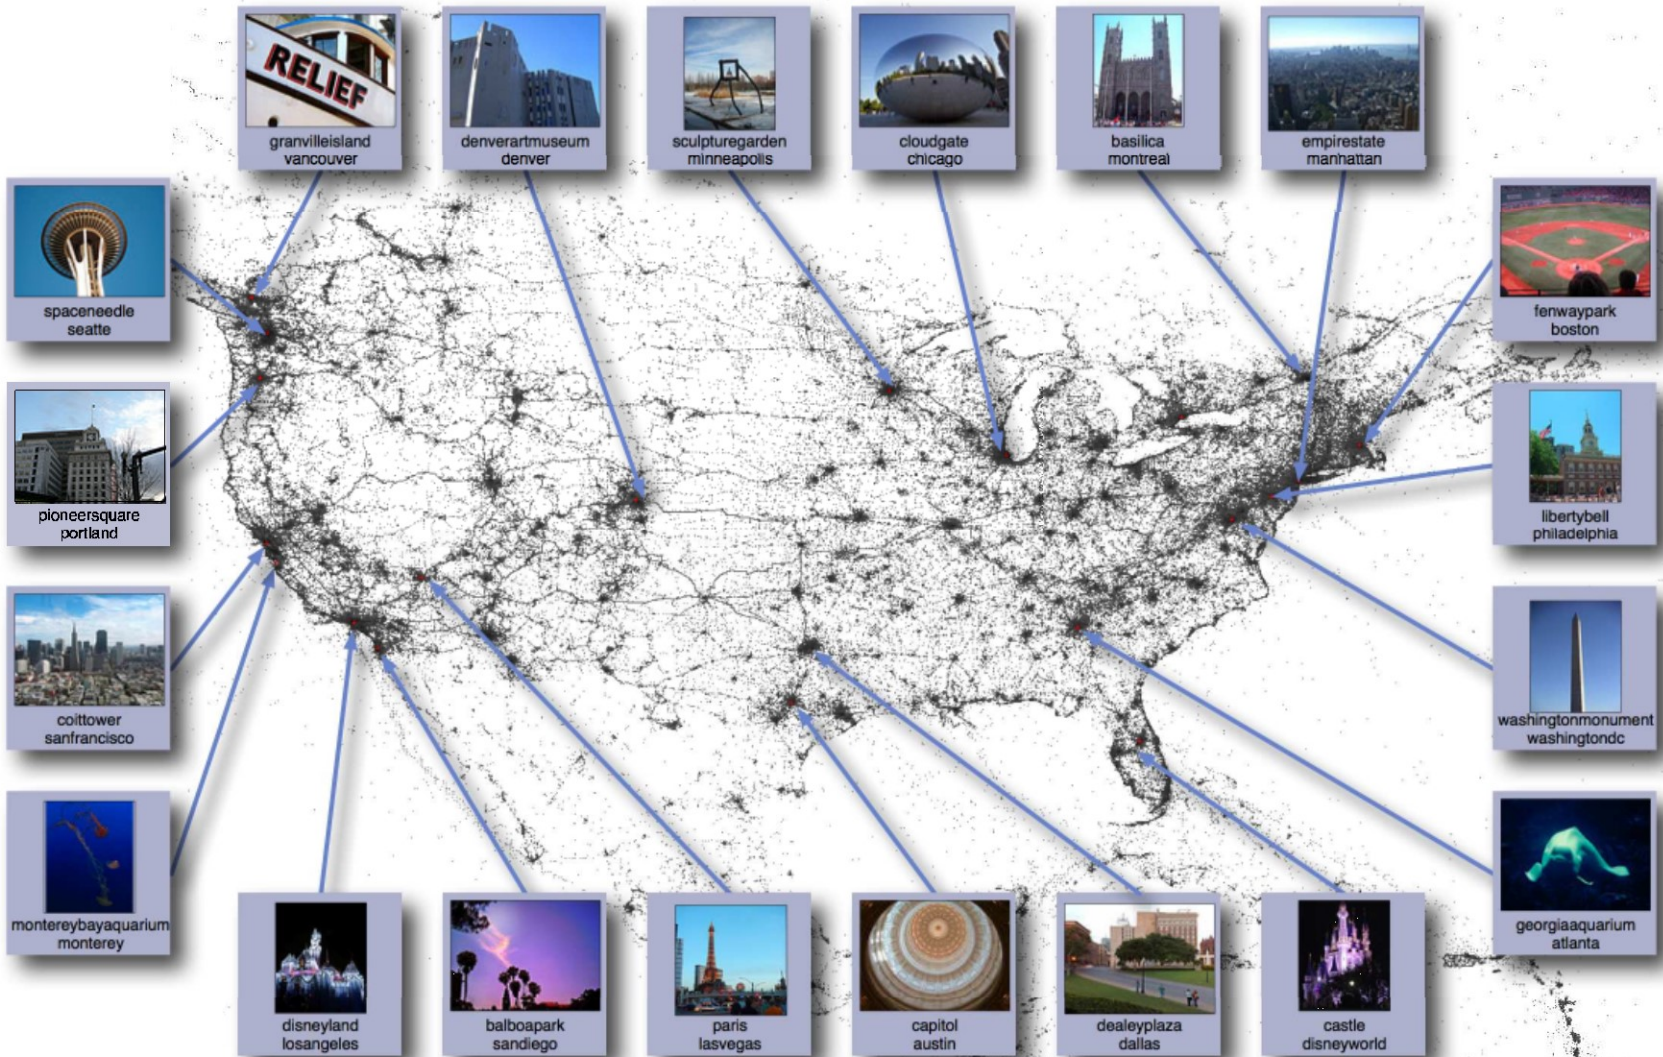 RELIEF
granvilleisland
vancouver
denverartmuseum
denver
sculpturegarden
minneapolis
cloudgate
chicago
basilica
montreal
empirestate
manhattan
spaceneedle
seatte
fenwaypark
boston
pioneersquare
portland
libertybell
philadelphia
coittower
sanfrancisco
washingtonmonument
washingtondc
montereybayaquarium
monterey
georgiaaquarium
atlanta
disneyland
losangeles
balboapark
sandiego
paris
lasvegas
capitol
austin
dealeyplaza
dallas
castle
disneyworld